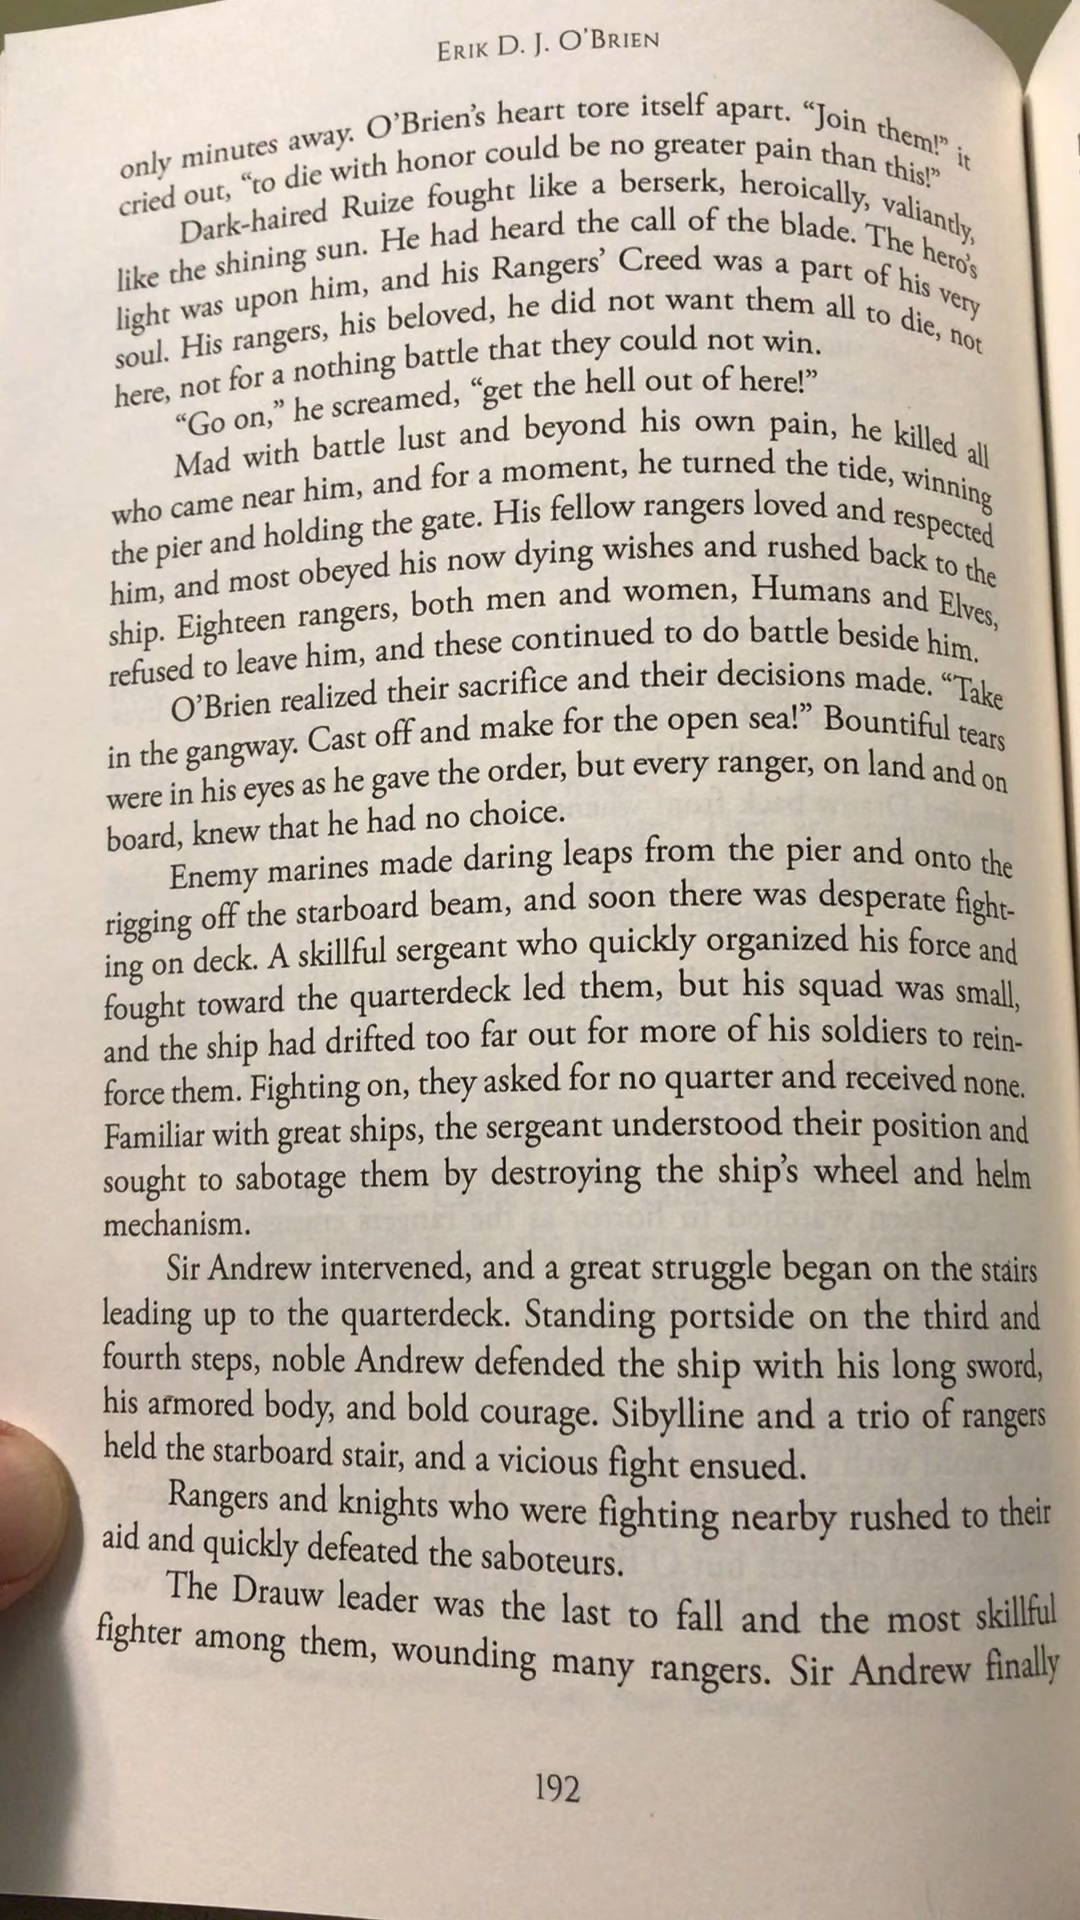 ERIK D. J. O'BRIEN
only minutes away. O'Brien's heart tore itself apart. “Join them!” it
cried out, “to die with honor could be no greater pain than this!”
Dark-haired Ruize fought like a berserk, heroically, valiantly,
like the shining sun. He had heard the call of the blade. The hero's
light was upon him, and his Rangers' Creed was a part of his very
soul. His rangers, his beloved, he did not want them all to die, not
here, not for a nothing battle that they could not win.
“Go on,” he screamed, “get the hell out of here!”
Mad with battle lust and beyond his own pain, he killed all
who came near him, and for a moment, he turned the tide, winning
the pier and holding the gate. His fellow rangers loved and respected
him, and most obeyed his now dying wishes and rushed back to the
ship. Eighteen rangers, both men and women, Humans and Elves,
refused to leave him, and these continued to do battle beside him.
O'Brien realized their sacrifice and their decisions made. “Take
in the gangway. Cast off and make for the open sea!” Bountiful tears
were in his eyes as he gave the order, but every ranger, on land and on
board, knew that he had no choice.
Enemy marines made daring leaps from the pier and onto the
rigging off the starboard beam, and soon there was desperate fight-
ing on deck. A skillful sergeant who quickly organized his force and
fought toward the quarterdeck led them, but his squad was small,
and the ship had drifted too far out for more of his soldiers to rein-
force them. Fighting on, they asked for no quarter and received none.
Familiar with great ships, the sergeant understood their position and
sought to sabotage them by destroying the ship's wheel and helm
mechanism.
Sir Andrew intervened, and a great struggle began on the stairs
leading up to the quarterdeck. Standing portside on the third and
fourth steps, noble Andrew defended the ship with his long sword,
his armored body, and bold courage. Sibylline and a trio of rangers
held the starboard stair, and a vicious fight ensued.
Rangers and knights who were fighting nearby rushed to their
aid and quickly defeated the saboteurs.
The Drauw leader was the last to fall and the most skillful
fighter among them, wounding many rangers. Sir Andrew finally
192